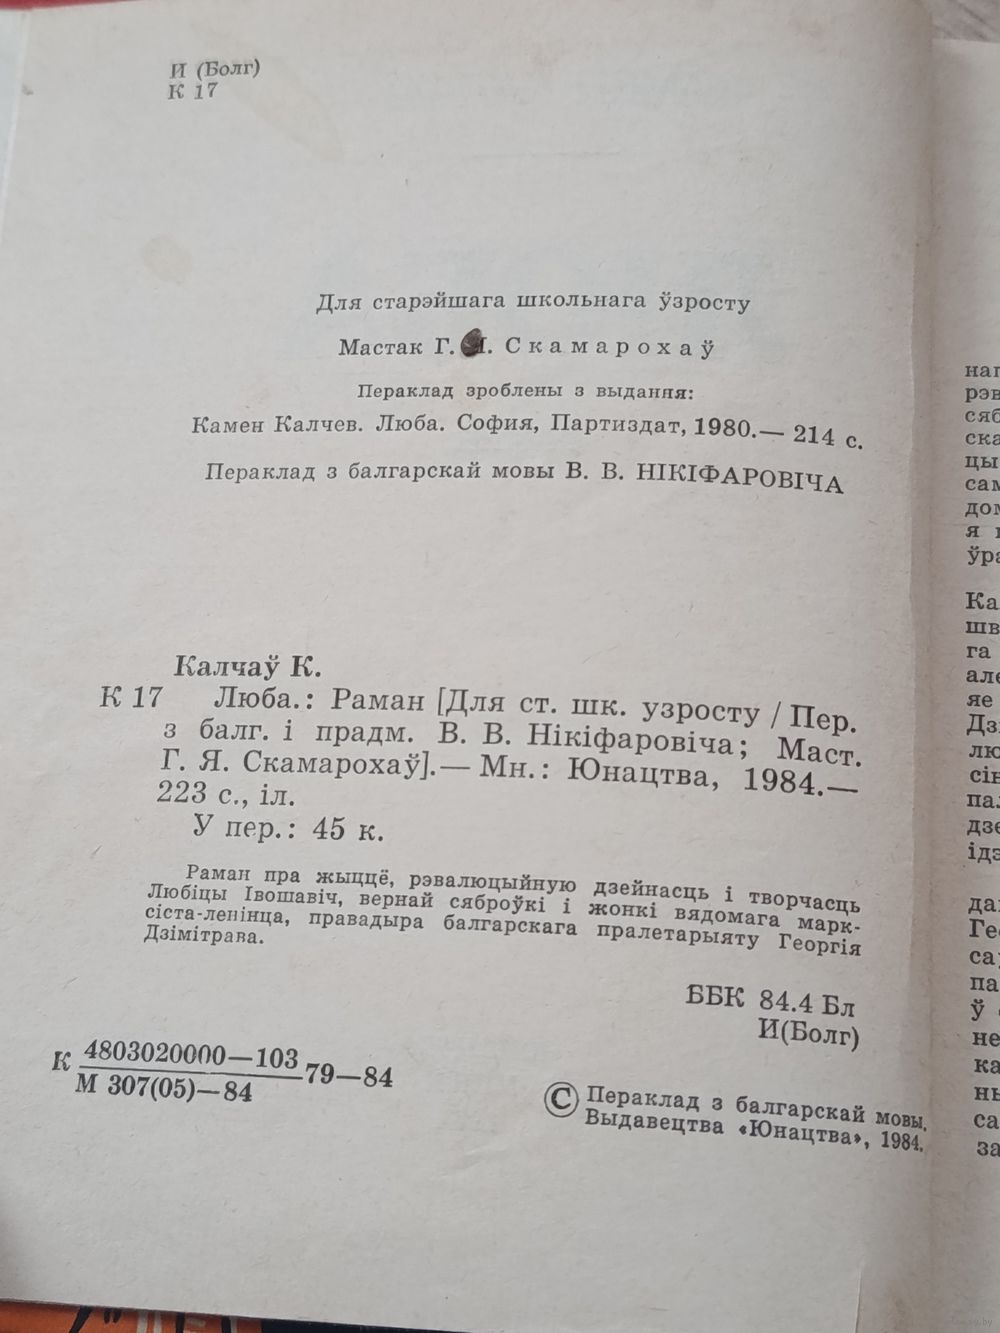 И (Болг)
К 17
Для старэйшага школьнага ўзросту
Мастак Г. . Скамарохаў
Пераклад зроблены з выдання:
Камен Калчев. Люба. София, Партиздат, 1980.— 214 с.
Пераклад з балгарскай мовы В. В. НІКІФАРОВІЧА
Калчаў К.
К 17 Люба.: Раман [Для ст. шк. узросту / Пер.
з балг. і прадм. В. В. Нікіфаровіча; Маст.
Г. Я. Скамарохаў].— Мн.: Юнацтва, 1984.—
223 с., іл.
У пер.: 45 к.
Раман пра жыццё, рэвалюцыйную дзейнасць і творчасць
Любіцы Івошавіч, вернай сяброўкі і жонкі вядомага марк-
сіста-ленінца, правадыра балгарскага пралетарыяту Георгія
Дзімітрава.
ББК 84.4 Бл
И(Болг)
К 4803020000—103 79—84
М 307(05)—84
© Пераклад з балгарскай мовы,
Выдавецтва «Юнацтва», 1984.